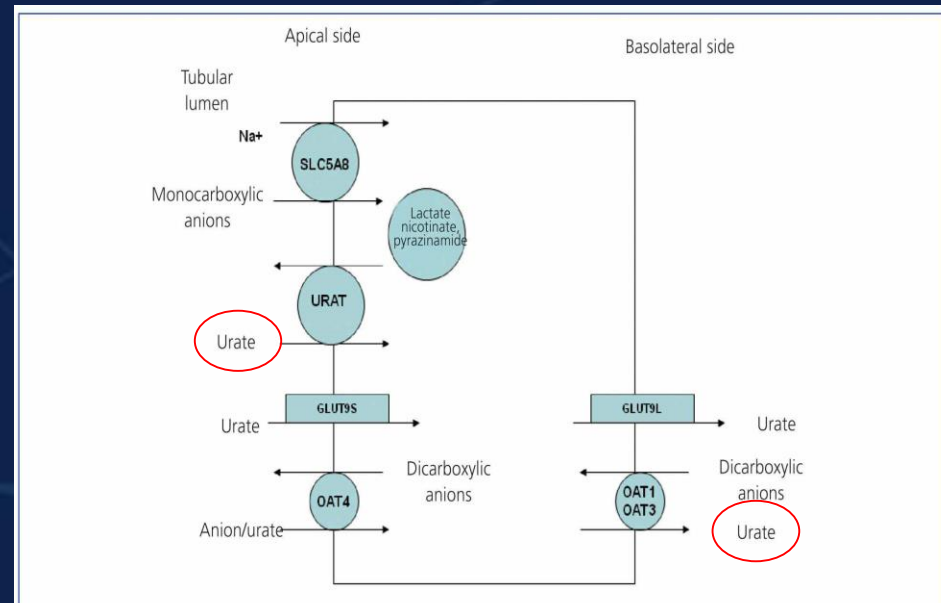 Apical side
Basolateral side
Tubular
lumen
Na+
SLC5A8
Monocarboxylic
anions
Lactate
nicotinate,
pyrazinamide
URAT
Urate
GLUT9S
Urate
GLUT9L
Urate
Dicarboxylic
anions
OAT4
Anion/urate
Dicarboxylic
anions
OAT1
OAT3
Urate